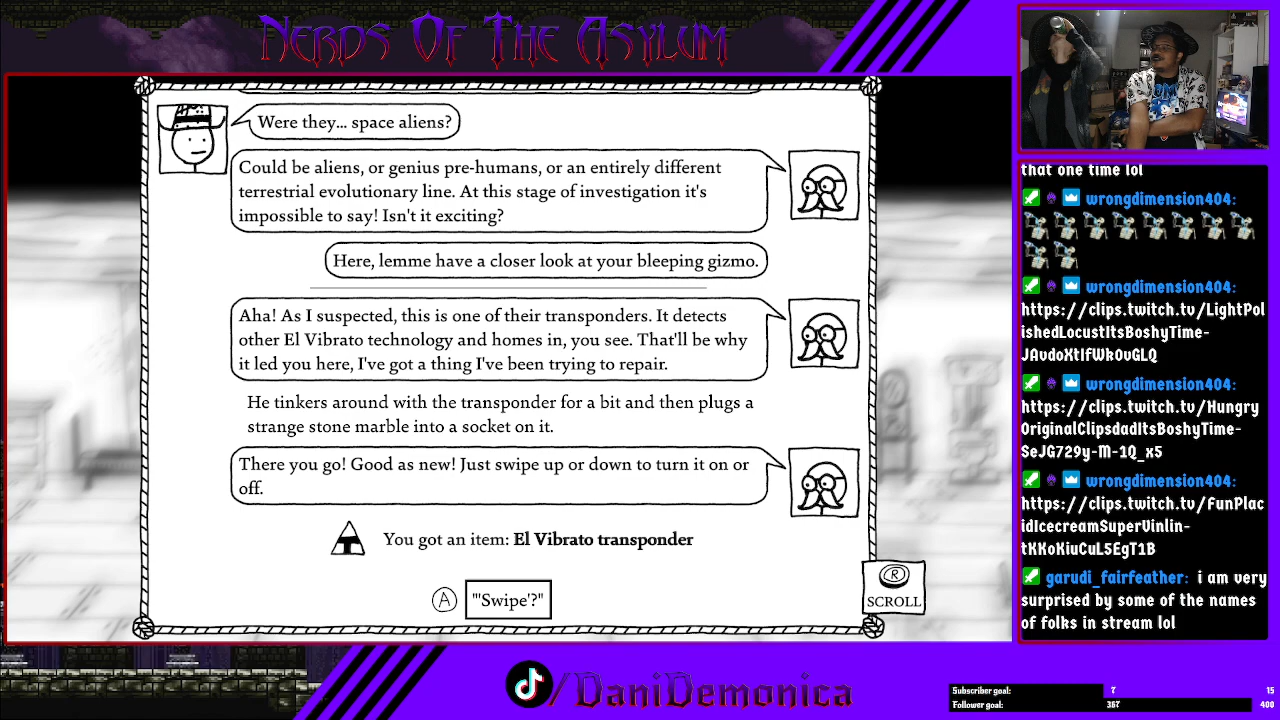 Nerds Of The Asylum
Were they... space aliens?
Could be aliens, or genius pre-humans, or an entirely different
terrestrial evolutionary line. At this stage of investigation it's
impossible to say! Isn't it exciting?
Here, lemme have a closer look at your bleeping gizmo.
Aha! As I suspected, this is one of their transponders. It detects
other El Vibrato technology and homes in, you see. That'll be why
it led you here, I've got a thing I've been trying to repair.
He tinkers around with the transponder for a bit and then plugs a
strange stone marble into a socket on it.
There you go! Good as new! Just swipe up or down to turn it on or
off.
You got an item: El Vibrato transponder
A "'Swipe'?"
R
SCROLL
that one time lol
wrongdimension404:
wrongdimension404:
https://clips.twitch.tv/LightPol
ishedLocustItsBoshyTime-
wrongdimension404:
https://clips.twitch.tv/Hungry
OriginalClipsdadItsBoshyTime-
SeJG729y-M-1Q_x5
wrongdimension404:
https://clips.twitch.tv/FunPlac
idIcecreamSuperVinlin-
garudi_fairfeather: i am very
surprised by some of the names
of folks in stream lol
/DaniDemonica
Subscriber goal: 7 15
Follower goal: 367 400